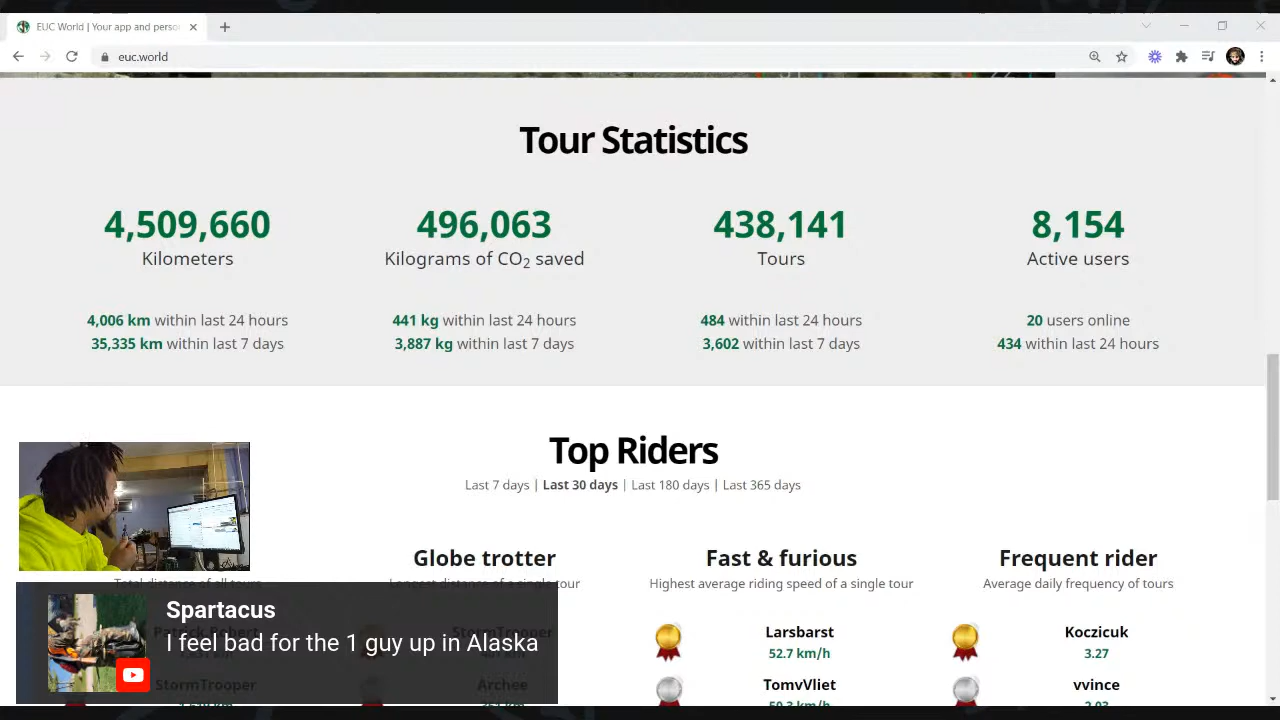 EUC World | Your app and perso
euc.world
Tour Statistics
4,509,660
Kilometers
4,006 km within last 24 hours
35,335 km within last 7 days
496,063
Kilograms of CO2 saved
441 kg within last 24 hours
3,887 kg within last 7 days
438,141
Tours
484 within last 24 hours
3,602 within last 7 days
8,154
Active users
20 users online
434 within last 24 hours
Top Riders
Last 7 days | Last 30 days | Last 180 days | Last 365 days
Globe trotter
Longest distance of a single tour
Fast & furious
Highest average riding speed of a single tour
Frequent rider
Average daily frequency of tours
Total distance of all tours
Larsbarst
52.7 km/h
Koczicuk
3.27
StormTrooper
Archee
TomvVliet
50.3 km/h
vvince
2.03
Spartacus
I feel bad for the 1 guy up in Alaska